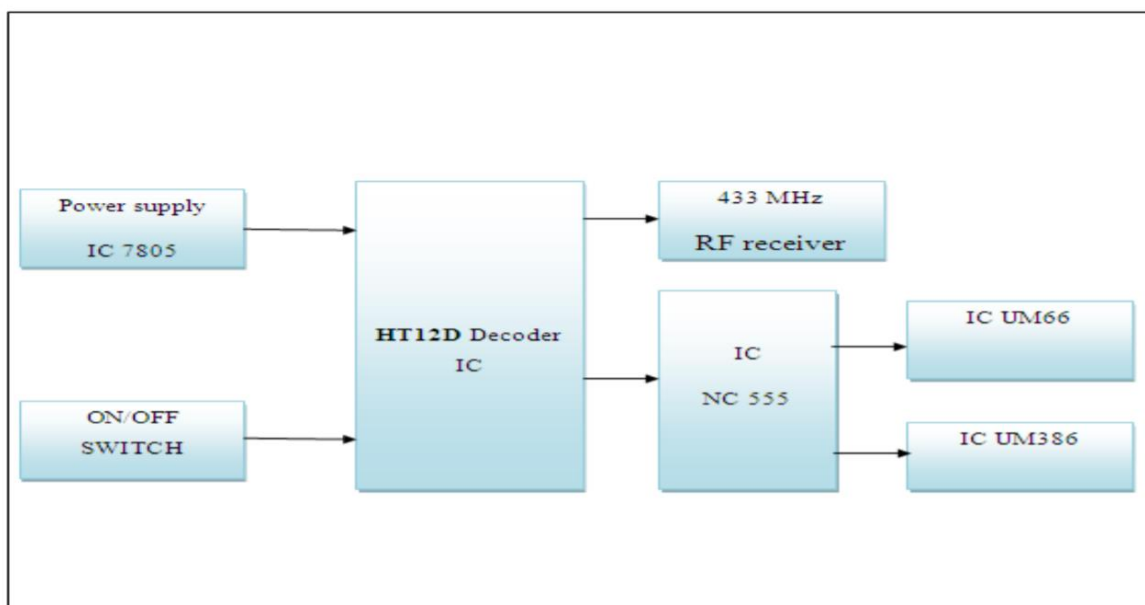 Power supply
IC 7805
ON/OFF
SWITCH
HT12D Decoder
IC
433 MHz
RF receiver
IC
NC 555
IC UM66
IC UM386